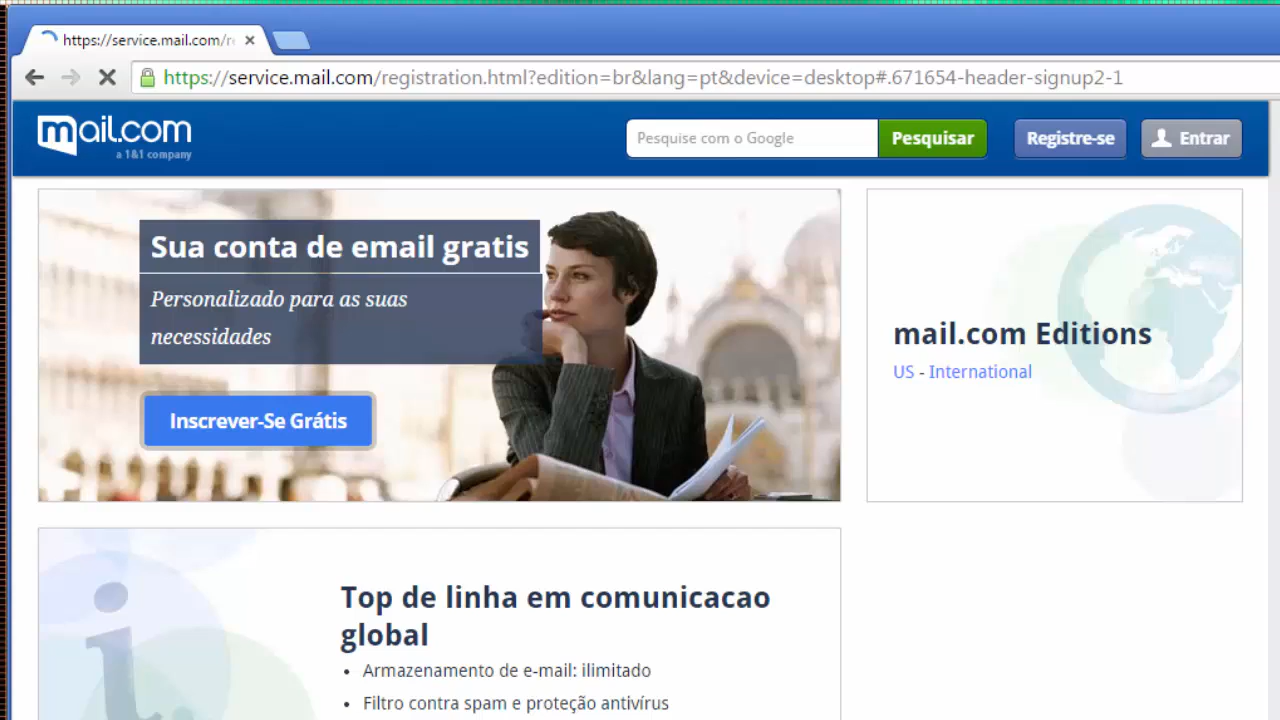 https://service.mail.com/re
https://service.mail.com/registration.html?edition=br&lang=pt&device=desktop#.671654-header-signup2-1
mail.com
a 1&1 company
Pesquise com o Google
Pesquisar
Registre-se
Entrar
Sua conta de email gratis
Personalizado para as suas
necessidades
Inscrever-Se Grátis
mail.com Editions
US - International
Top de linha em comunicacao
global
• Armazenamento de e-mail: ilimitado
• Filtro contra spam e proteção antivírus